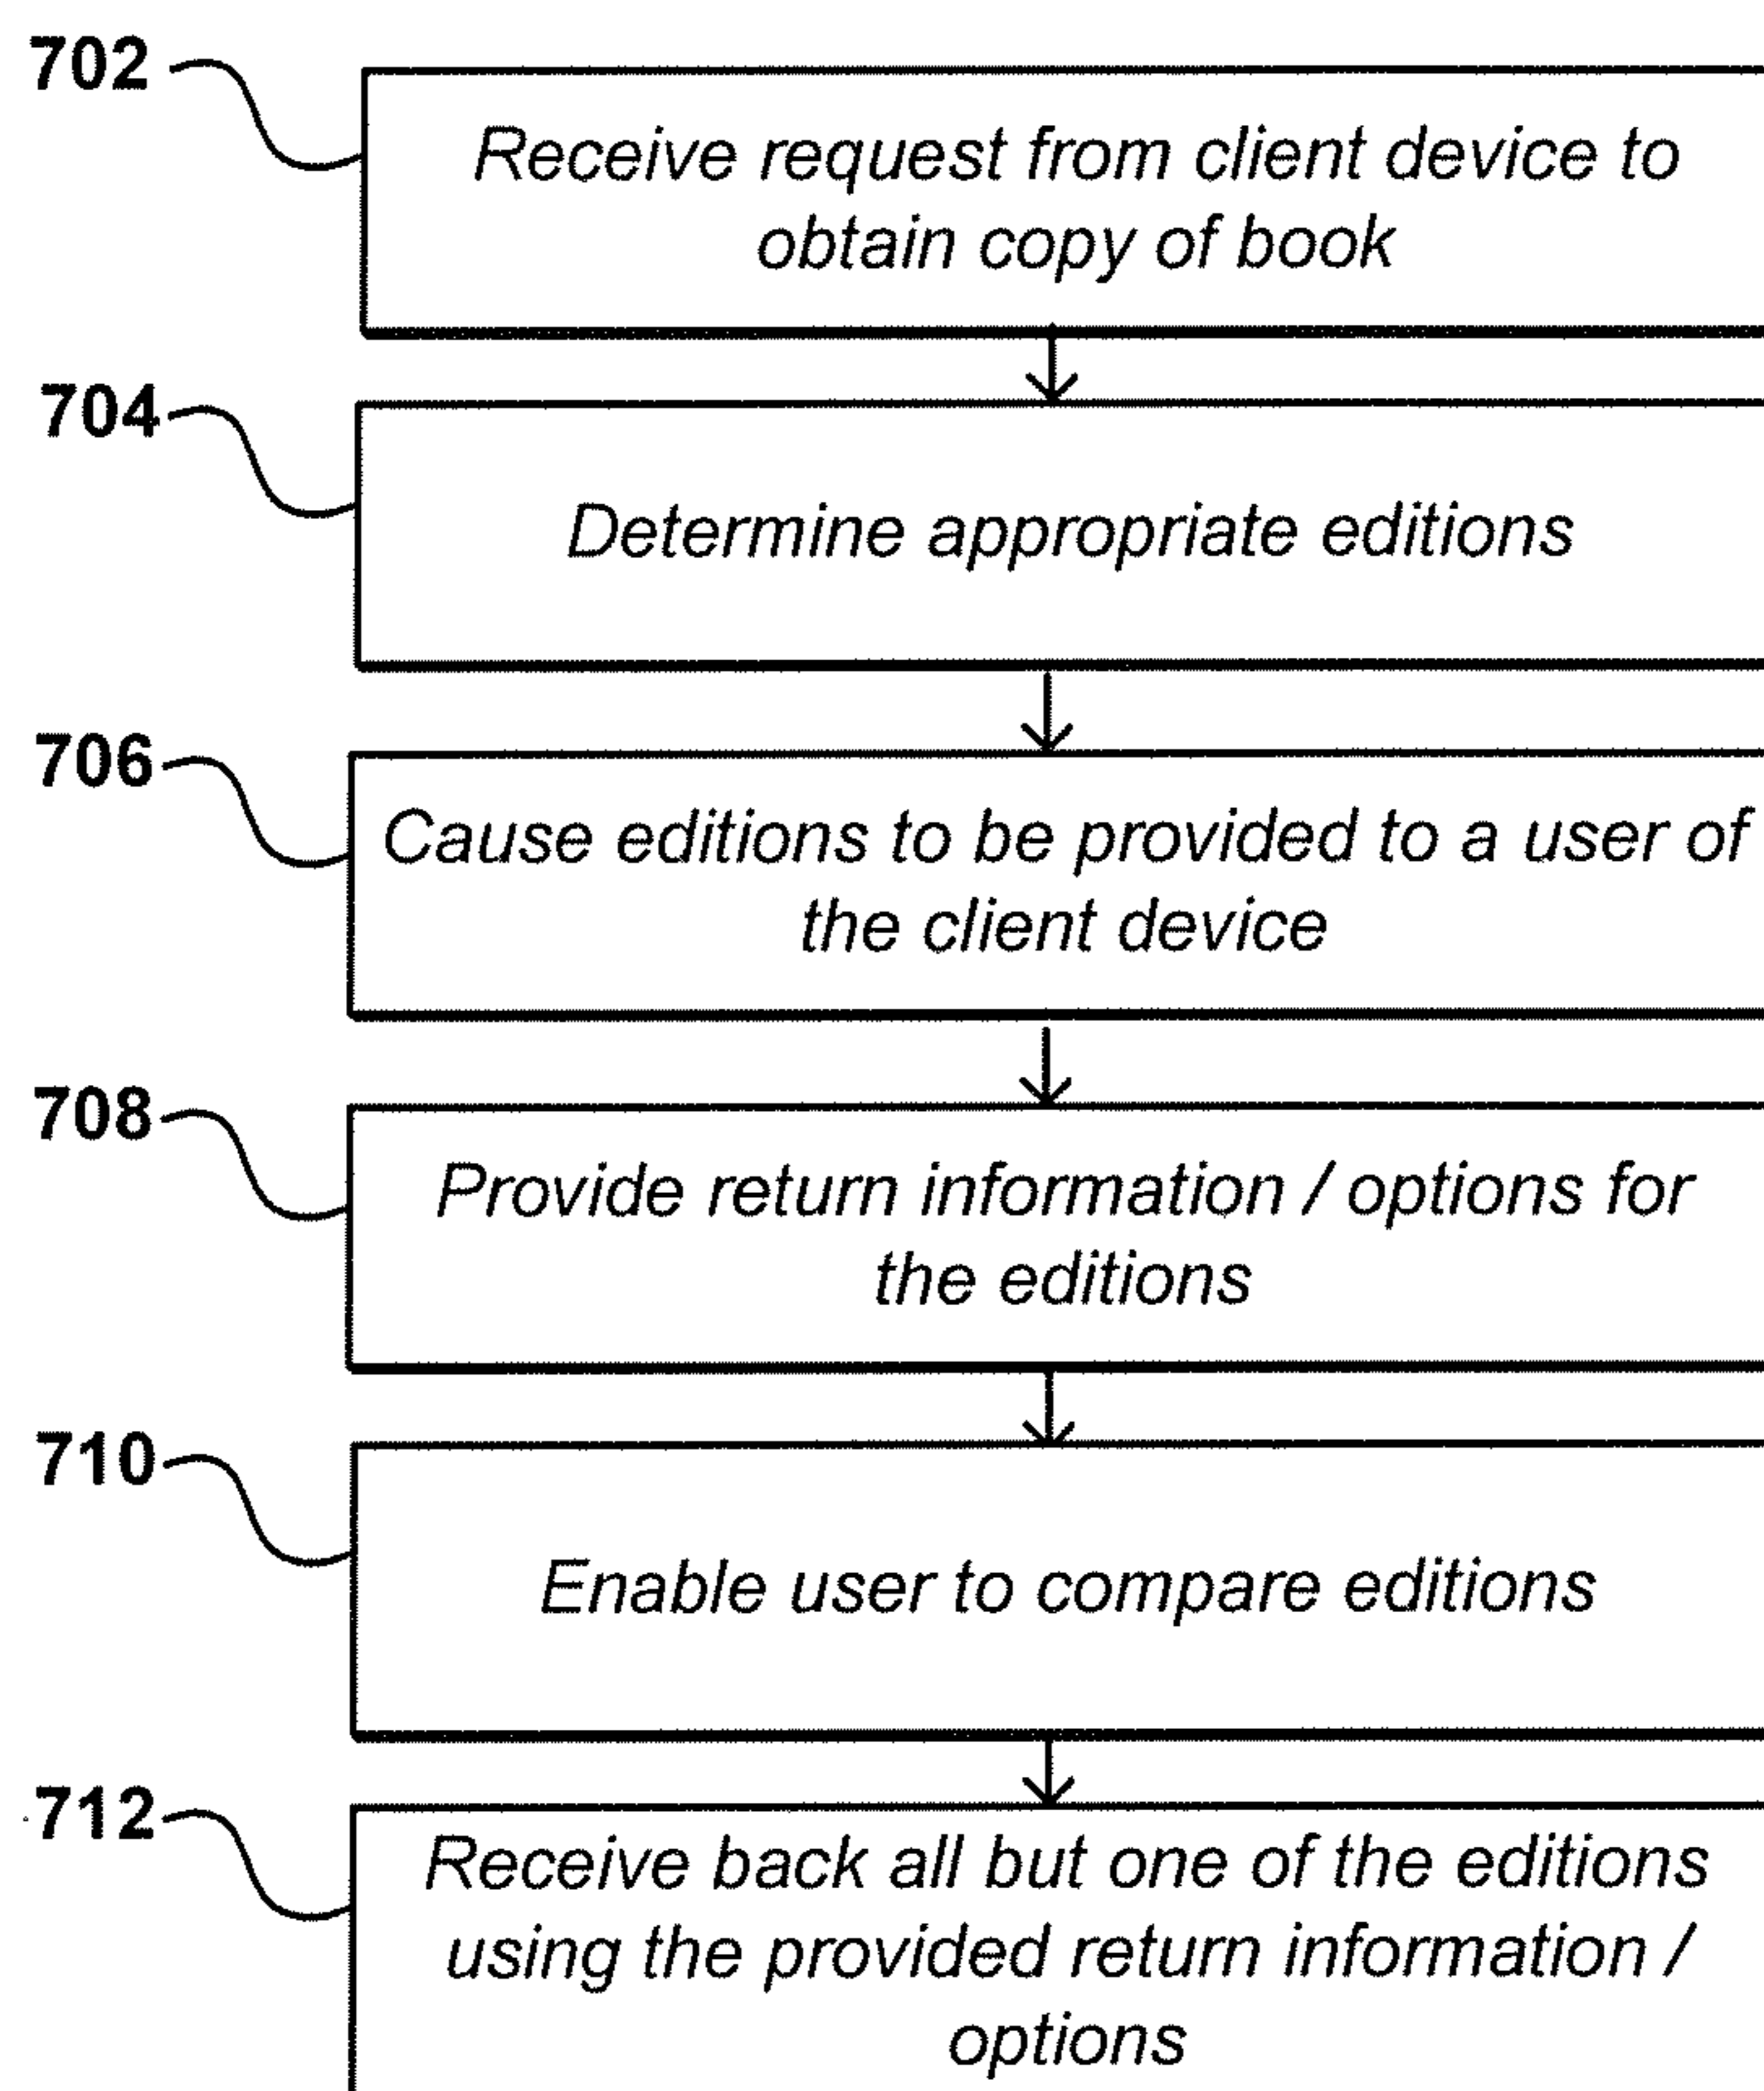 702
Receive request from client device to
obtain copy of book
704
Determine appropriate editions
706
Cause editions to be provided to a user of
the client device
708
Provide return information / options for
the editions
710
Enable user to compare editions
712
Receive back all but one of the editions
using the provided return information /
options